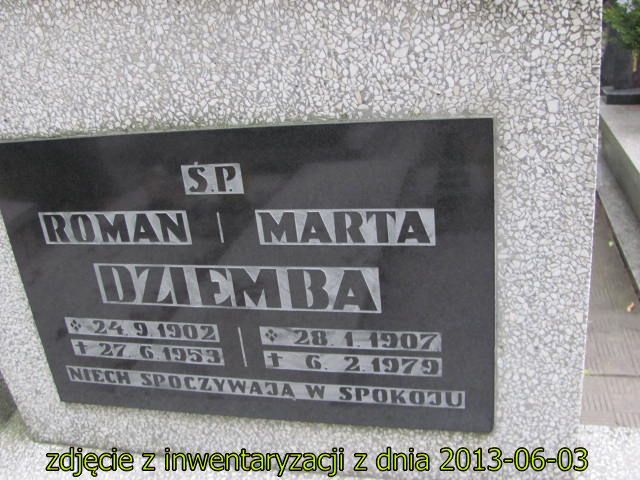 Ś.P.
ROMAN | MARTA
DZIEMBA
24.9.1902 | 28.1.1907
† 27.6.1953 | † 6.2.1979
NIECH SPOCZYWAJĄ W SPOKOJU
zdjęcie z inwentaryzacji z dnia 2013-06-03